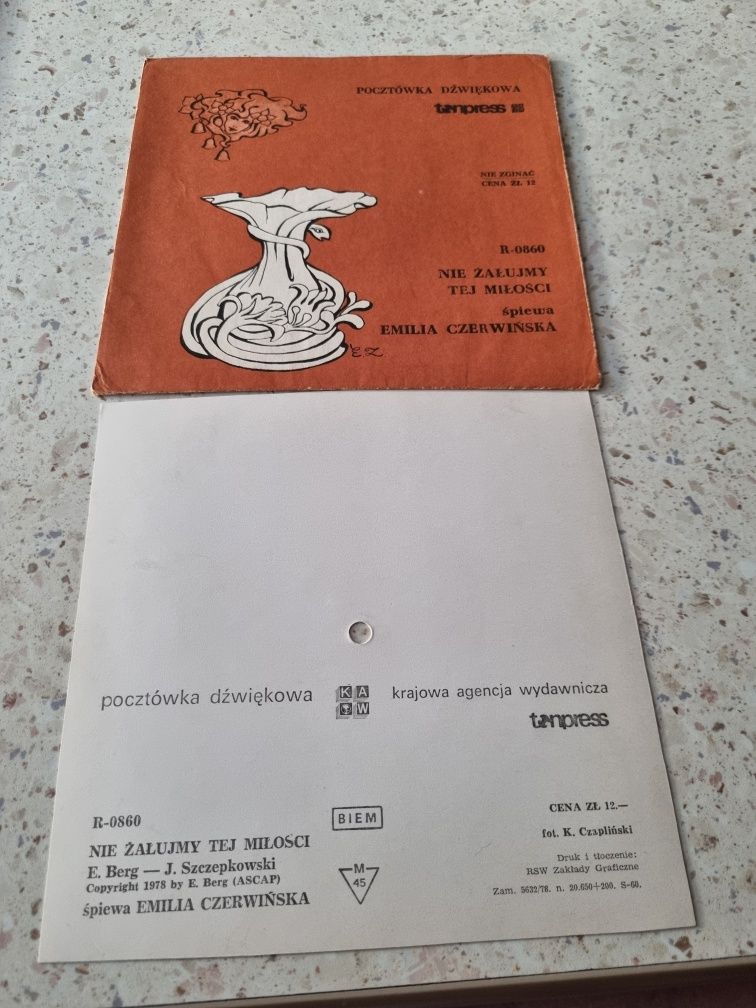 POCZTÓWKA DŹWIĘKOWA
tonpress
NIE ZGINAĆ
CENA ZŁ 12
R-0860
NIE ŻAŁUJMY
TEJ MIŁOŚCI
śpiewa
EMILIA CZERWIŃSKA
EZ
pocztówka dźwiękowa
KA
W
krajowa agencja wydawnicza
tonpress
R-0860
NIE ŻAŁUJMY TEJ MIŁOŚCI
E. Berg — J. Szczepkowski
Copyright 1978 by E. Berg (ASCAP)
śpiewa EMILIA CZERWIŃSKA
BIEM
M
45
CENA ZŁ 12.—
fot. K. Czapliński
Druk i tłoczenie:
RSW Zakłady Graficzne
Zam. 5632/78. n. 20.650+200. S-60.